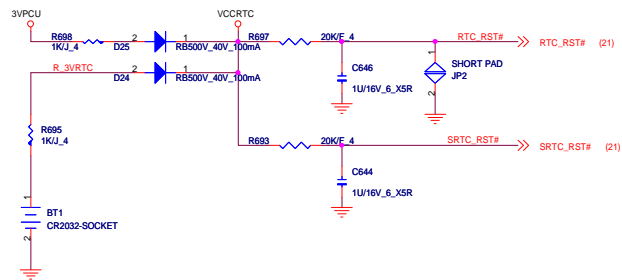 3VPCU
VCCRTC
R698
1K/J_4
D25
2
1
RB500V_40V_100mA
R697
20K/F_4
RTC_RST#
RTC_RST# (21)
R_3VRTC
D24
2
1
RB500V_40V_100mA
C646
1U/16V_6_X5R
1
2
SHORT PAD
JP2
R695
1K/J_4
R693
20K/F_4
SRTC_RST#
SRTC_RST# (21)
C644
1U/16V_6_X5R
1
2
BT1
CR2032-SOCKET